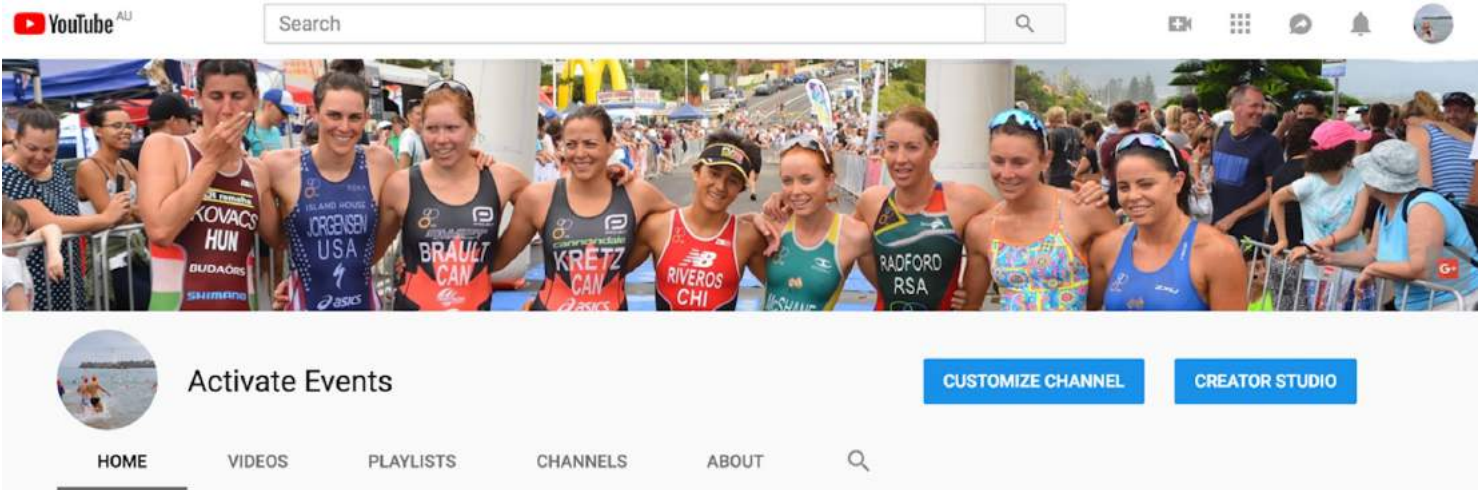 YouTube AU
Search
KOVACS
HUN
BUDAÖRS
SHIMANO
ISLAND HOUSE
JORGENSEN
USA
asics
BRAULT
CAN
cannondale
KRETZ
CAN
asics
RIVEROS
CHI
McSHANE
RADFORD
RSA
G+
Activate Events
CUSTOMIZE CHANNEL
CREATOR STUDIO
HOME
VIDEOS
PLAYLISTS
CHANNELS
ABOUT